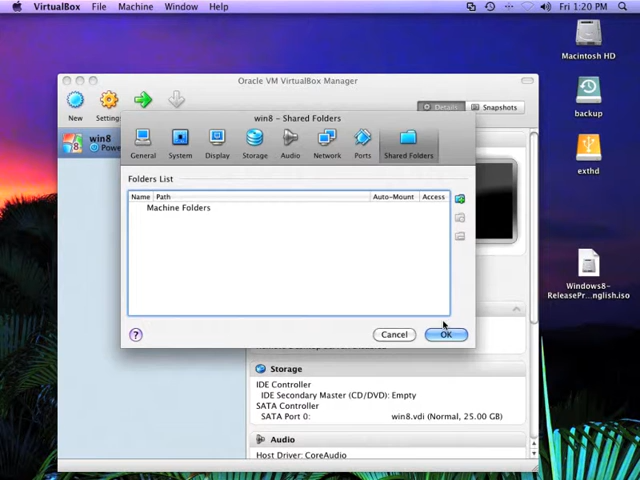 VirtualBox File Machine Window Help
Fri 1:20 PM
Macintosh HD
backup
exthd
Windows8-
ReleasePr...nglish.iso
Oracle VM VirtualBox Manager
New
Details
Snapshots
win8
win8 – Shared Folders
General System Display Storage Audio Network Ports Shared Folders
Folders List
Name Path Auto-Mount Access
Machine Folders
?
Cancel
OK
Storage
IDE Controller
IDE Secondary Master (CD/DVD): Empty
SATA Controller
SATA Port 0: win8.vdi (Normal, 25.00 GB)
Audio
Host Driver: CoreAudio